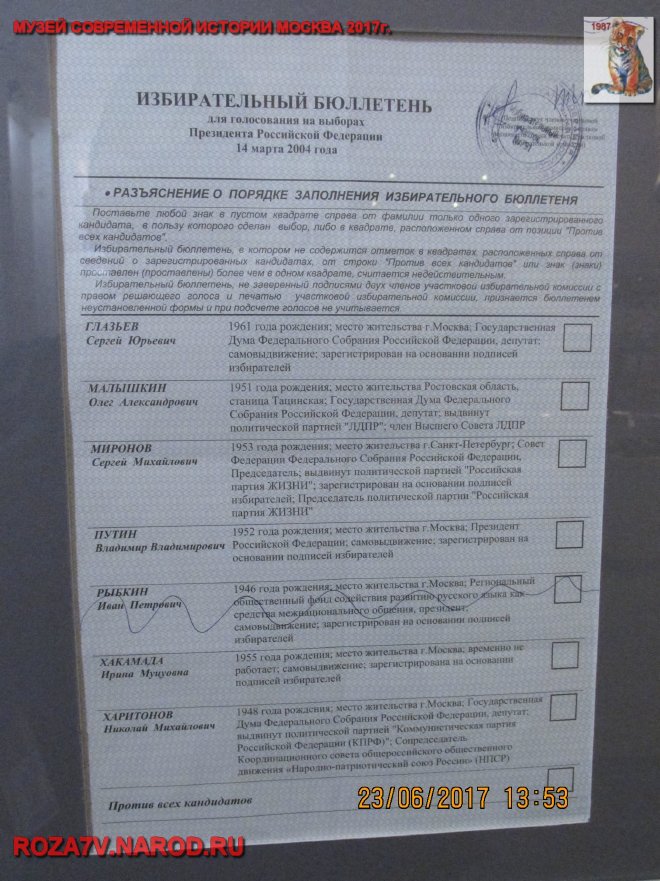 МУЗЕЙ СОВРЕМЕННОЙ ИСТОРИИ МОСКВА 2017г.
1987
ИЗБИРАТЕЛЬНЫЙ БЮЛЛЕТЕНЬ
для голосования на выборах
Президента Российской Федерации
14 марта 2004 года
• РАЗЪЯСНЕНИЕ О ПОРЯДКЕ ЗАПОЛНЕНИЯ ИЗБИРАТЕЛЬНОГО БЮЛЛЕТЕНЯ
Поставьте любой знак в пустом квадрате справа от фамилии только одного зарегистрированного
кандидата, в пользу которого сделан выбор, либо в квадрате, расположенном справа от позиции "Против
всех кандидатов".
Избирательный бюллетень, в котором не содержится отметок в квадратах, расположенных справа от
сведений о зарегистрированных кандидатах, от строки "Против всех кандидатов" или знак (знаки)
проставлен (проставлены) более чем в одном квадрате, считается недействительным.
Избирательный бюллетень, не заверенный подписями двух членов участковой избирательной комиссии с
правом решающего голоса и печатью участковой избирательной комиссии, признается бюллетенем
неустановленной формы и при подсчете голосов не учитывается.
ГЛАЗЬЕВ
Сергей Юрьевич
1961 года рождения; место жительства г.Москва; Государственная
Дума Федерального Собрания Российской Федерации, депутат;
самовыдвижение; зарегистрирован на основании подписей
избирателей
МАЛЫШКИН
Олег Александрович
1951 года рождения; место жительства Ростовская область,
станица Тацинская; Государственная Дума Федерального
Собрания Российской Федерации, депутат; выдвинут
политической партией "ЛДПР"; член Высшего Совета ЛДПР
МИРОНОВ
Сергей Михайлович
1953 года рождения; место жительства г.Санкт-Петербург; Совет
Федерации Федерального Собрания Российской Федерации,
Председатель; выдвинут политической партией "Российская
партия ЖИЗНИ"; зарегистрирован на основании подписей
избирателей; Председатель политической партии "Российская
партия ЖИЗНИ"
ПУТИН
Владимир Владимирович
1952 года рождения; место жительства г.Москва; Президент
Российской Федерации; самовыдвижение; зарегистрирован на
основании подписей избирателей
РЫБКИН
Иван Петрович
1946 года рождения; место жительства г.Москва; Региональный
общественный фонд содействия развитию русского языка как
средства межнационального общения, президент;
самовыдвижение; зарегистрирован на основании подписей
избирателей
ХАКАМАДА
Ирина Муцуовна
1955 года рождения; место жительства г.Москва; временно не
работает; самовыдвижение; зарегистрирована на основании
подписей избирателей
ХАРИТОНОВ
Николай Михайлович
1948 года рождения; место жительства г.Москва; Государственная
Дума Федерального Собрания Российской Федерации, депутат;
выдвинут политической партией "Коммунистическая партия
Российской Федерации (КПРФ)"; Сопредседатель
Координационного совета общероссийского общественного
движения «Народно-патриотический союз России» (НПСР)
Против всех кандидатов
23/06/2017 13:53
ROZA7V.NAROD.RU